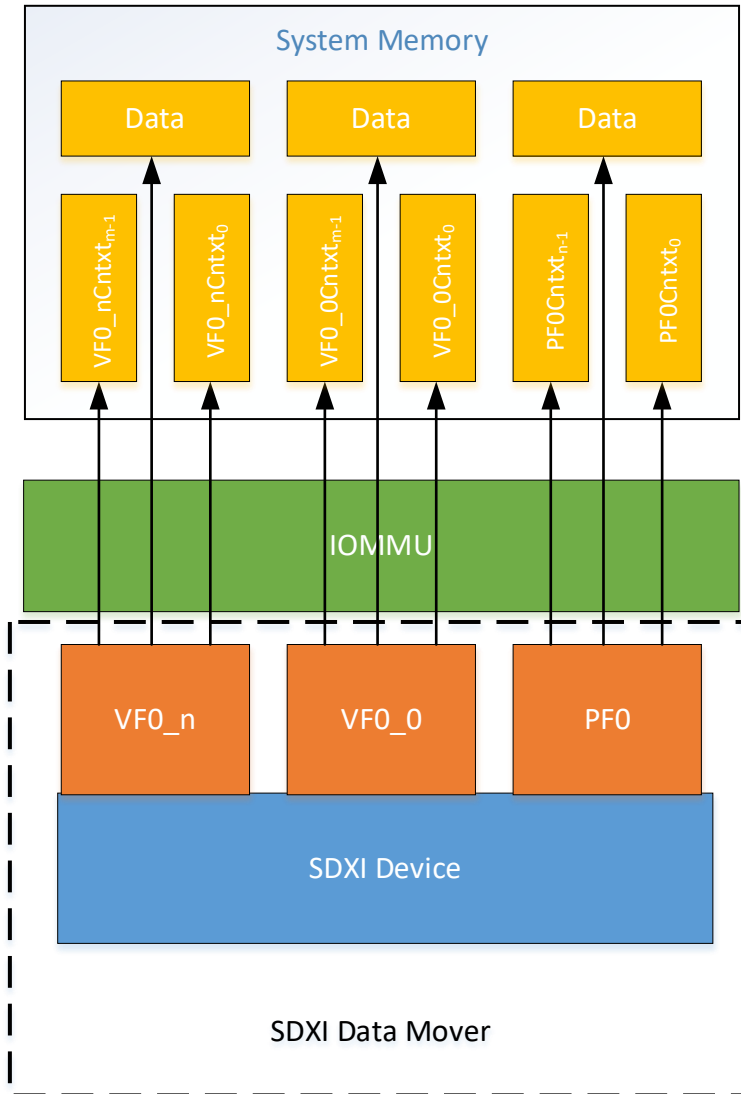 System Memory
Data
Data
Data
VF0_nCntxtm-1
VF0_nCntxt0
VF0_0Cntxtm-1
VF0_0Cntxt0
PF0Cntxtn-1
PF0Cntxt0
IOMMU
VF0_n
VF0_0
PF0
SDXI Device
SDXI Data Mover